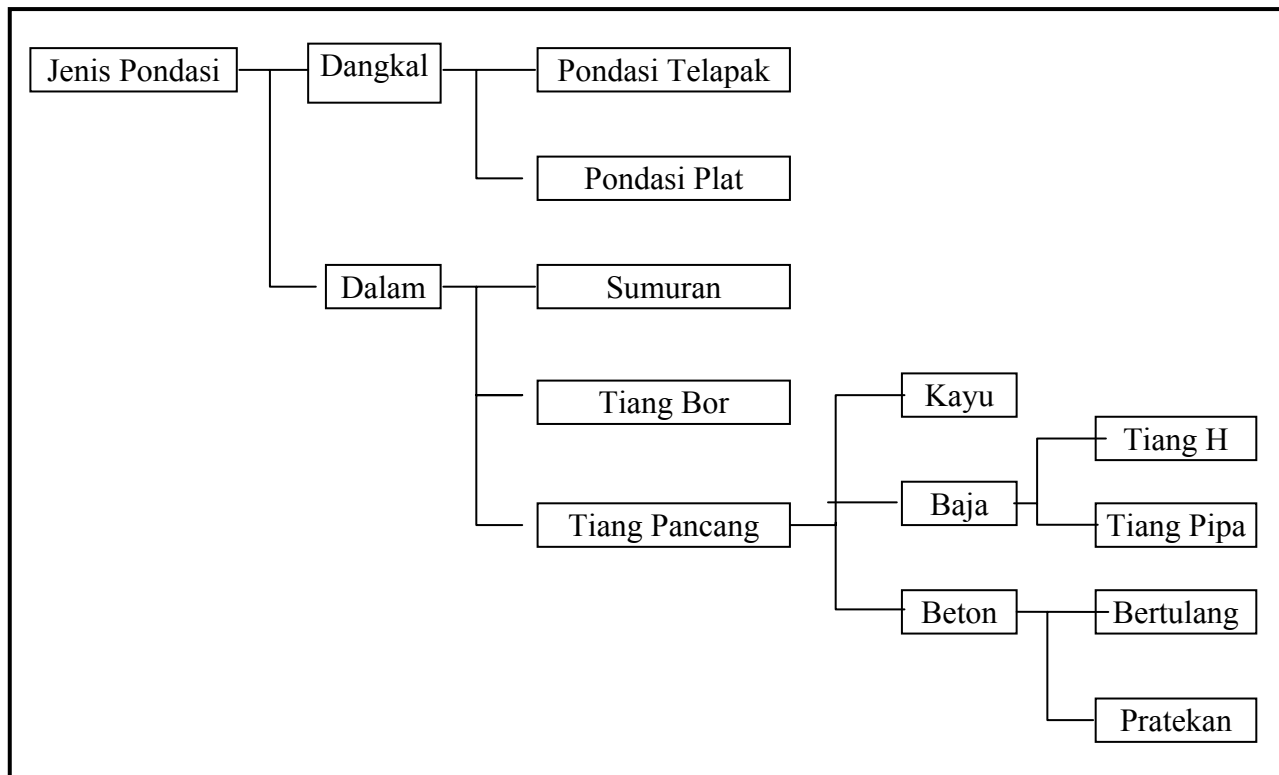 Jenis Pondasi
Dangkal
Pondasi Telapak
Pondasi Plat
Dalam
Sumuran
Tiang Bor
Tiang Pancang
Kayu
Baja
Tiang H
Tiang Pipa
Beton
Bertulang
Pratekan